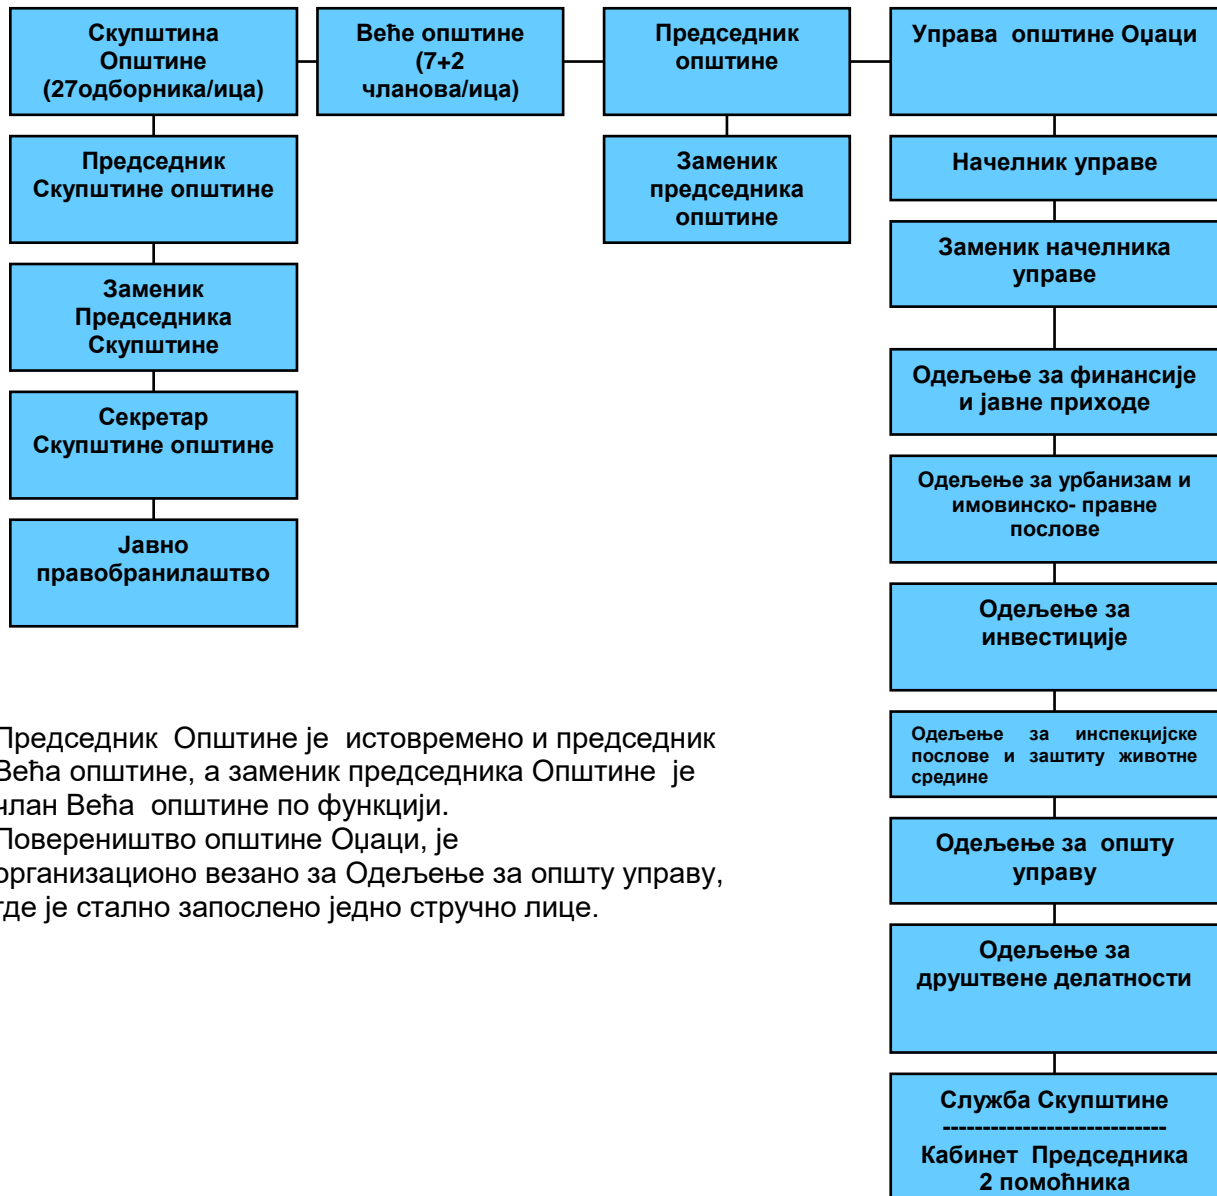 Скупштина
Општине
(27одборника/ица)
Веће општине
(7+2
чланова/ица)
Председник
општине
Управа општине Оџаци
Председник
Скупштине општине
Заменик
председника
општине
Начелник управе
Заменик начелника
управе
Заменик
Председника
Скупштине
Секретар
Скупштине општине
Јавно
правобранилаштво
Одељење за финансије
и јавне приходе
Одељење за урбанизам и
имовинско- правне
послове
Одељење за
инвестиције
Одељење за инспекцијске
послове и заштиту животне
средине
Одељење за општу
управу
Одељење за
друштвене делатности
Служба Скупштине
----------------------------
Кабинет Председника
2 помоћника
Председник Општине је истовремено и председник
Већа општине, а заменик председника Општине је
члан Већа општине по функцији.
Повереништво општине Оџаци, је
организационо везано за Одељење за општу управу,
где је стално запослено једно стручно лице.